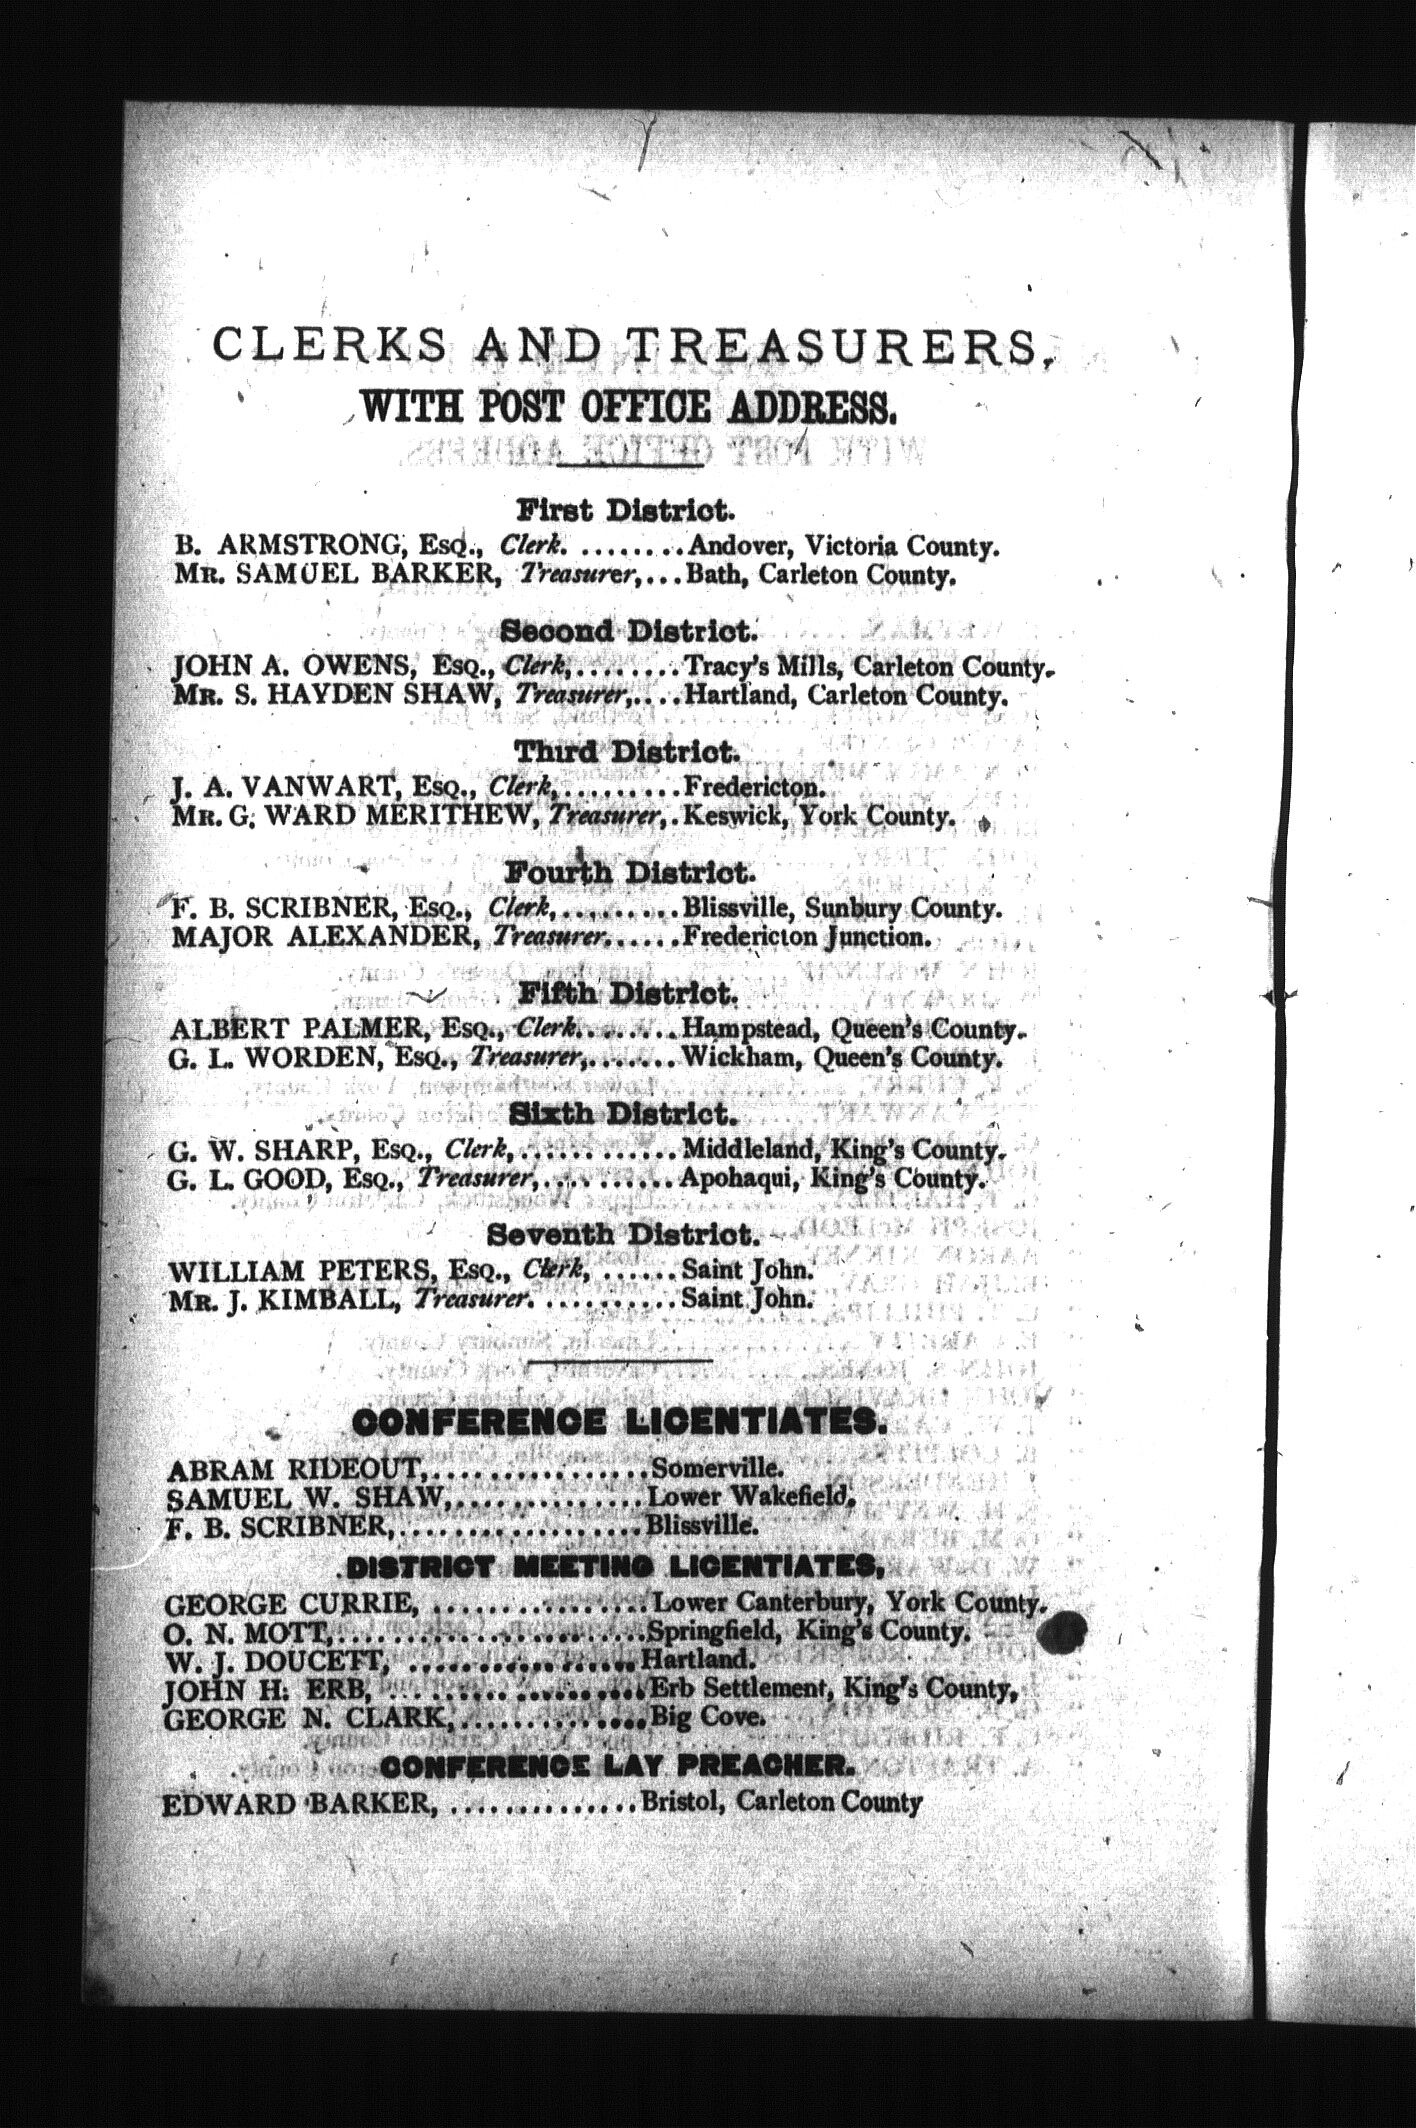 CLERKS AND TREASURERS,
WITH POST OFFICE ADDRESS.
First District.
B. ARMSTRONG, Esq., Clerk. ........Andover, Victoria County.
Mr. SAMUEL BARKER, Treasurer,...Bath, Carleton County.
Second District.
JOHN A. OWENS, Esq., Clerk,........Tracy's Mills, Carleton County.
Mr. S. HAYDEN SHAW, Treasurer,....Hartland, Carleton County.
Third District.
J. A. VANWART, Esq., Clerk,.........Fredericton.
Mr. G. WARD MERITHEW, Treasurer,.Keswick, York County.
Fourth District.
F. B. SCRIBNER, Esq., Clerk,.........Blissville, Sunbury County.
MAJOR ALEXANDER, Treasurer......Fredericton Junction.
Fifth District.
ALBERT PALMER, Esq., Clerk........Hampstead, Queen's County.
G. L. WORDEN, Esq., Treasurer,.......Wickham, Queen's County.
Sixth District.
G. W. SHARP, Esq., Clerk,............Middleland, King's County.
G. L. GOOD, Esq., Treasurer,..........Apohaqui, King's County.
Seventh District.
WILLIAM PETERS, Esq., Clerk, ......Saint John.
Mr. J. KIMBALL, Treasurer. ..........Saint John.
CONFERENCE LICENTIATES.
ABRAM RIDEOUT,................Somerville.
SAMUEL W. SHAW,..............Lower Wakefield.
F. B. SCRIBNER,..................Blissville.
DISTRICT MEETING LICENTIATES,
GEORGE CURRIE, ................Lower Canterbury, York County.
O. N. MOTT,......................Springfield, King's County.
W. J. DOUCETT, ................Hartland.
JOHN H. ERB, ..................Erb Settlement, King's County,
GEORGE N. CLARK,..............Big Cove.
CONFERENCE LAY PREACHER.
EDWARD BARKER, ..............Bristol, Carleton County